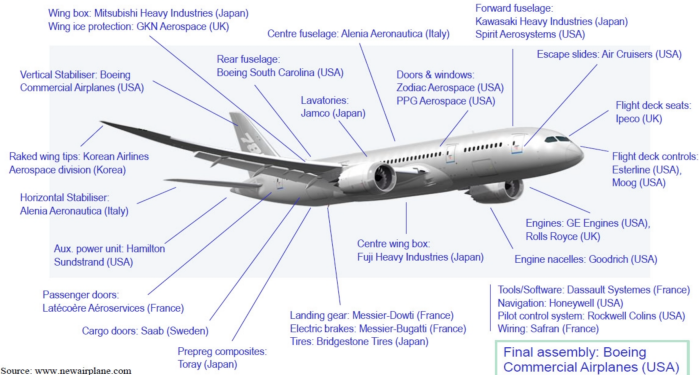 Wing box: Mitsubishi Heavy Industries (Japan)
Wing ice protection: GKN Aerospace (UK)
Centre fuselage: Alenia Aeronautica (Italy)
Forward fuselage:
Kawasaki Heavy Industries (Japan)
Spirit Aerosystems (USA)
Escape slides: Air Cruisers (USA)
Rear fuselage:
Boeing South Carolina (USA)
Vertical Stabiliser: Boeing
Commercial Airplanes (USA)
Doors & windows:
Zodiac Aerospace (USA)
PPG Aerospace (USA)
Lavatories:
Jamco (Japan)
Flight deck seats:
Ipeco (UK)
Raked wing tips: Korean Airlines
Aerospace division (Korea)
Flight deck controls:
Esterline (USA),
Moog (USA)
Horizontal Stabiliser:
Alenia Aeronautica (Italy)
Engines: GE Engines (USA),
Rolls Royce (UK)
Aux. power unit: Hamilton
Sundstrand (USA)
Centre wing box:
Fuji Heavy Industries (Japan)
Engine nacelles: Goodrich (USA)
Passenger doors:
Latécoère Aéroservices (France)
Tools/Software: Dassault Systemes (France)
Navigation: Honeywell (USA)
Pilot control system: Rockwell Colins (USA)
Wiring: Safran (France)
Cargo doors: Saab (Sweden)
Landing gear: Messier-Dowti (France)
Electric brakes: Messier-Bugatti (France)
Tires: Bridgestone Tires (Japan)
Prepreg composites:
Toray (Japan)
Final assembly: Boeing
Commercial Airplanes (USA)
Source: www.newairplane.com